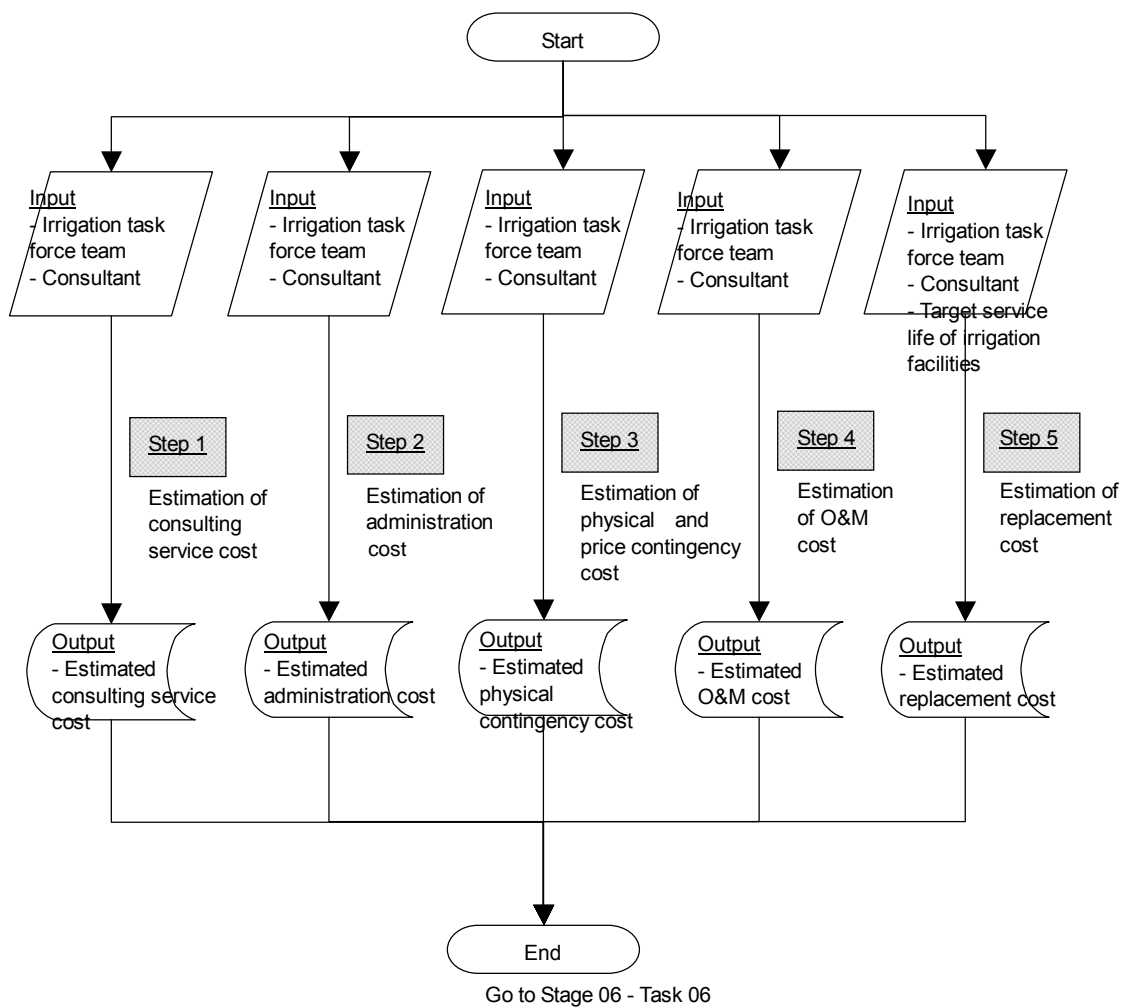 Start
Input
- Irrigation task
force team
- Consultant
Input
- Irrigation task
force team
- Consultant
Input
- Irrigation task
force team
- Consultant
Input
- Irrigation task
force team
- Consultant
Input
- Irrigation task
force team
- Consultant
- Target service
life of irrigation
facilities
Step 1
Estimation of
consulting
service cost
Step 2
Estimation of
administration
cost
Step 3
Estimation of
physical and
price contingency
cost
Step 4
Estimation
of O&M
cost
Step 5
Estimation of
replacement
cost
Output
- Estimated
consulting service
cost
Output
- Estimated
administration cost
Output
- Estimated
physical
contingency cost
Output
- Estimated
O&M cost
Output
- Estimated
replacement cost
End
Go to Stage 06 - Task 06